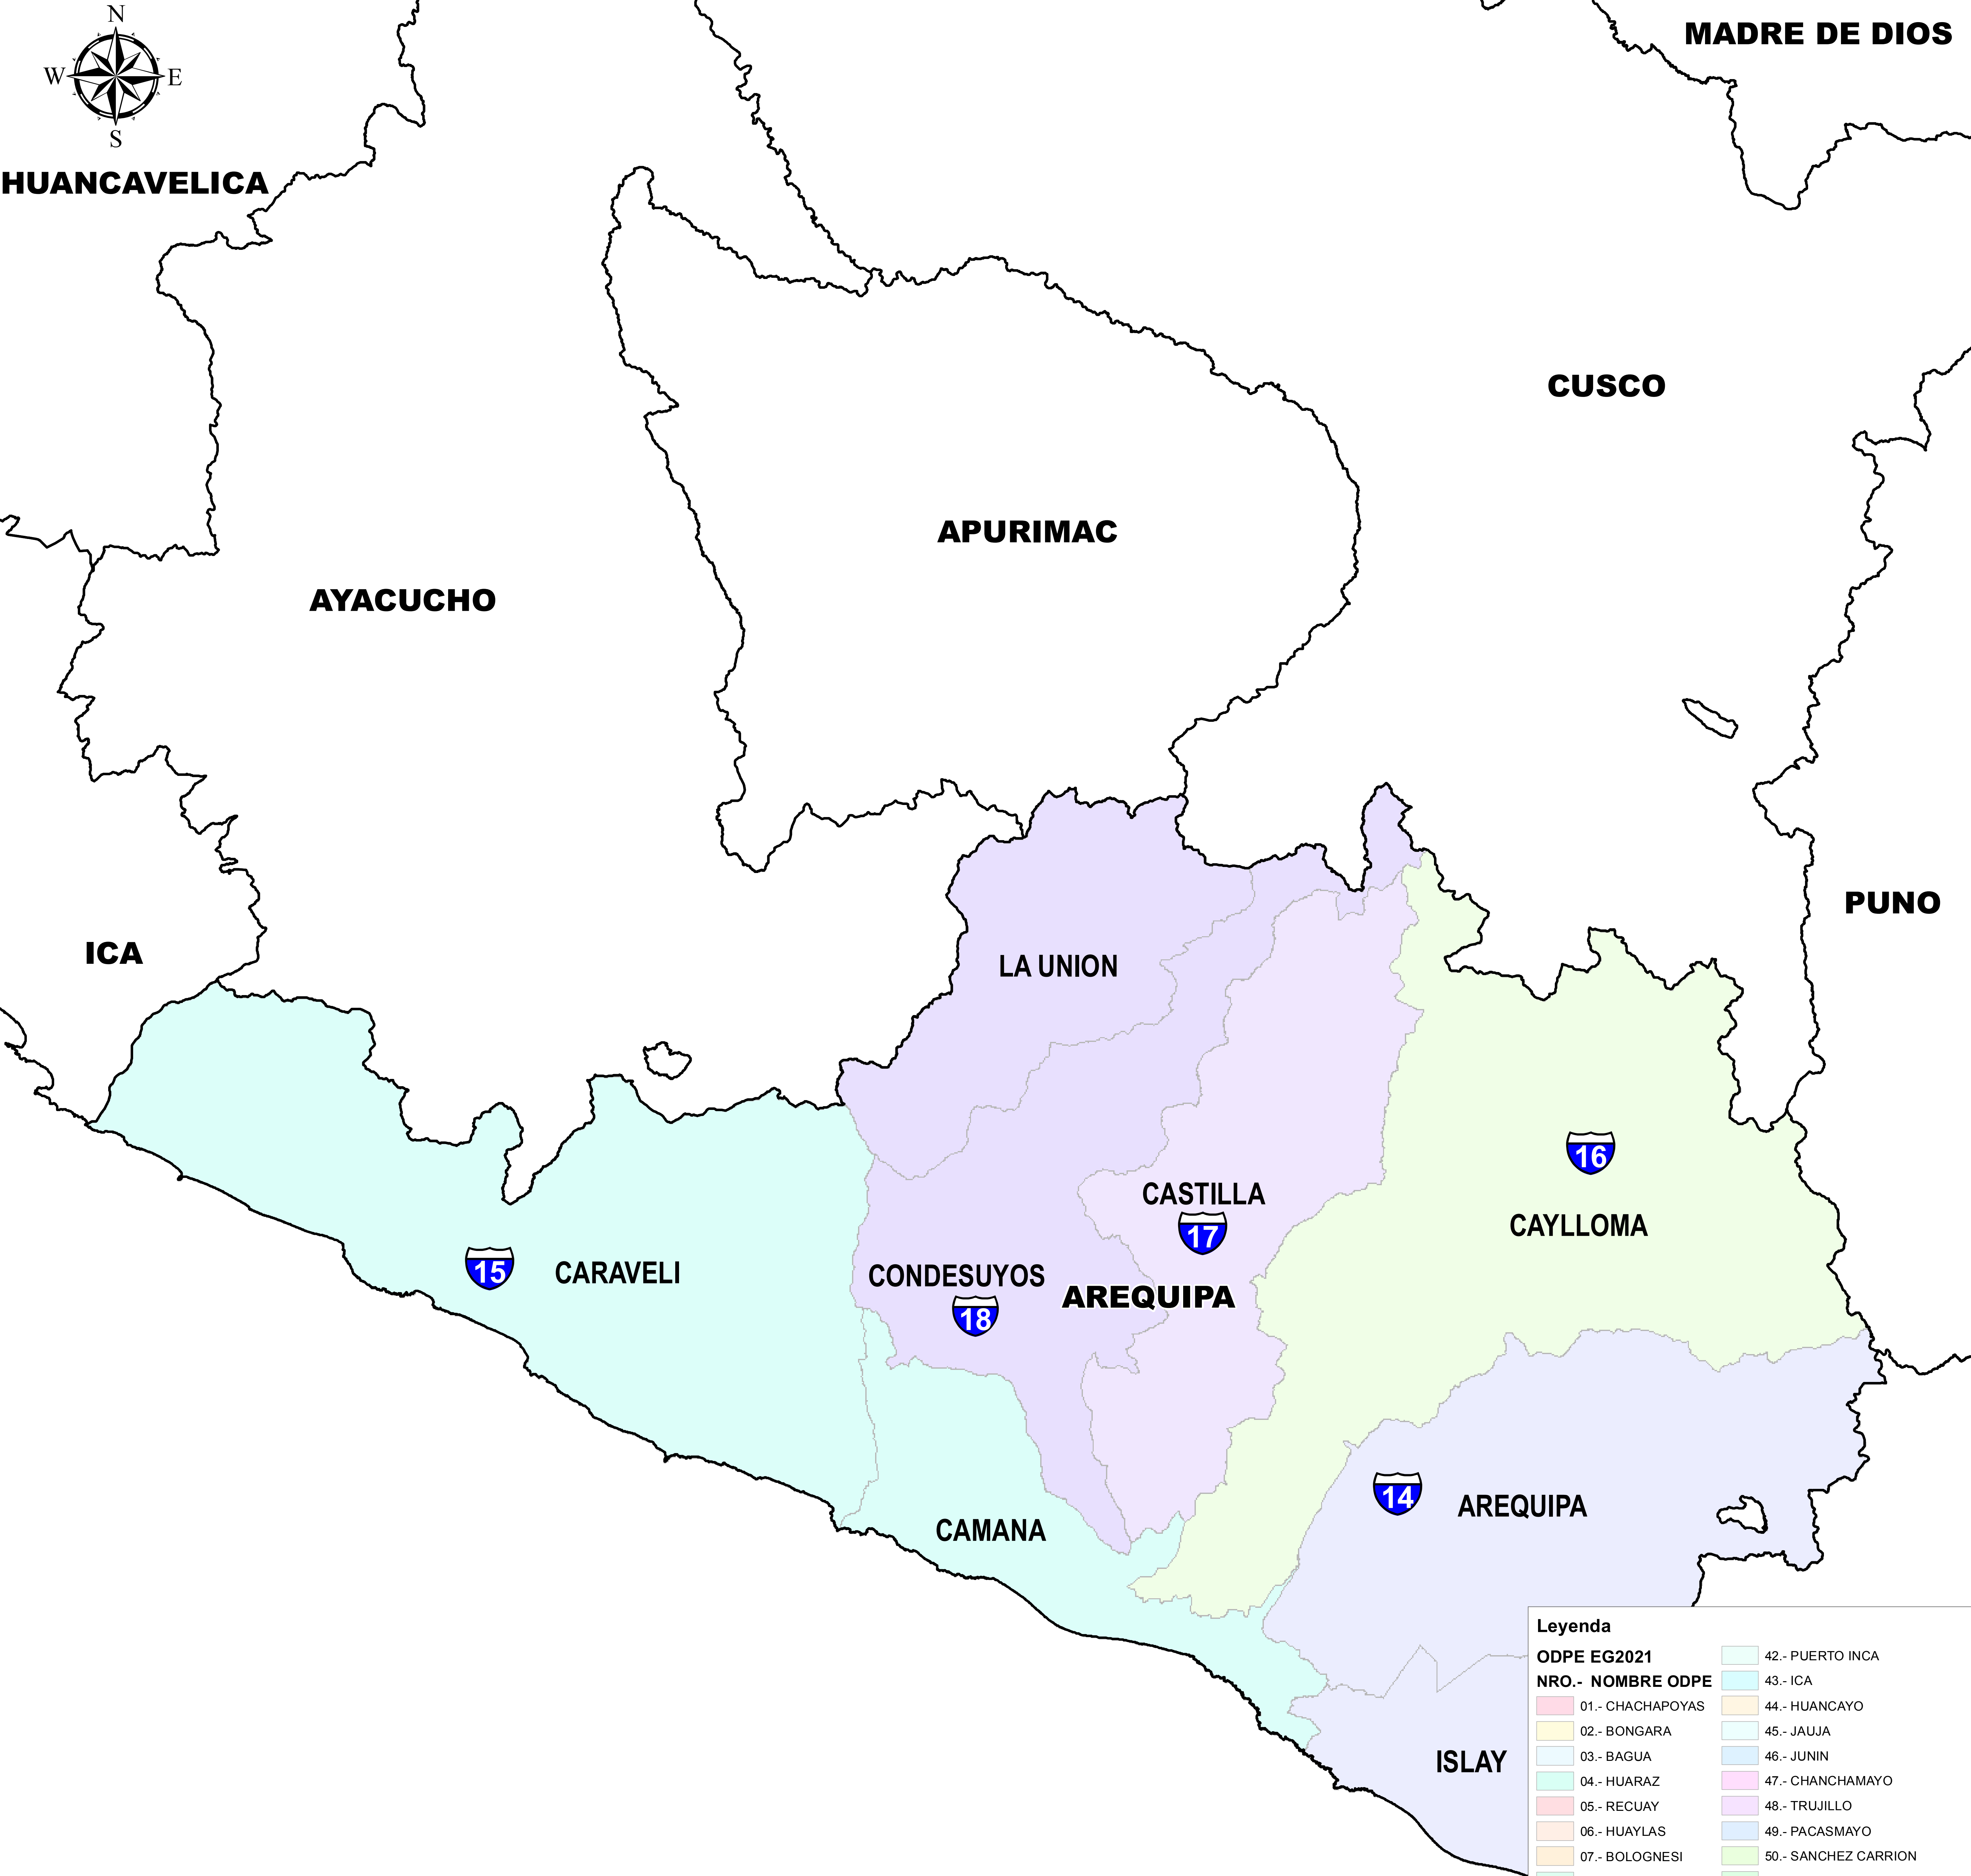 N
W E
S
MADRE DE DIOS
HUANCAVELICA
CUSCO
APURIMAC
AYACUCHO
PUNO
ICA
LA UNION
16
CASTILLA
17
CAYLLOMA
15
CARAVELI
CONDESUYOS
18
AREQUIPA
14
AREQUIPA
CAMANA
ISLAY
Leyenda
ODPE EG2021
NRO.- NOMBRE ODPE
01.- CHACHAPOYAS
02.- BONGARA
03.- BAGUA
04.- HUARAZ
05.- RECUAY
06.- HUAYLAS
07.- BOLOGNESI
42.- PUERTO INCA
43.- ICA
44.- HUANCAYO
45.- JAUJA
46.- JUNIN
47.- CHANCHAMAYO
48.- TRUJILLO
49.- PACASMAYO
50.- SANCHEZ CARRION